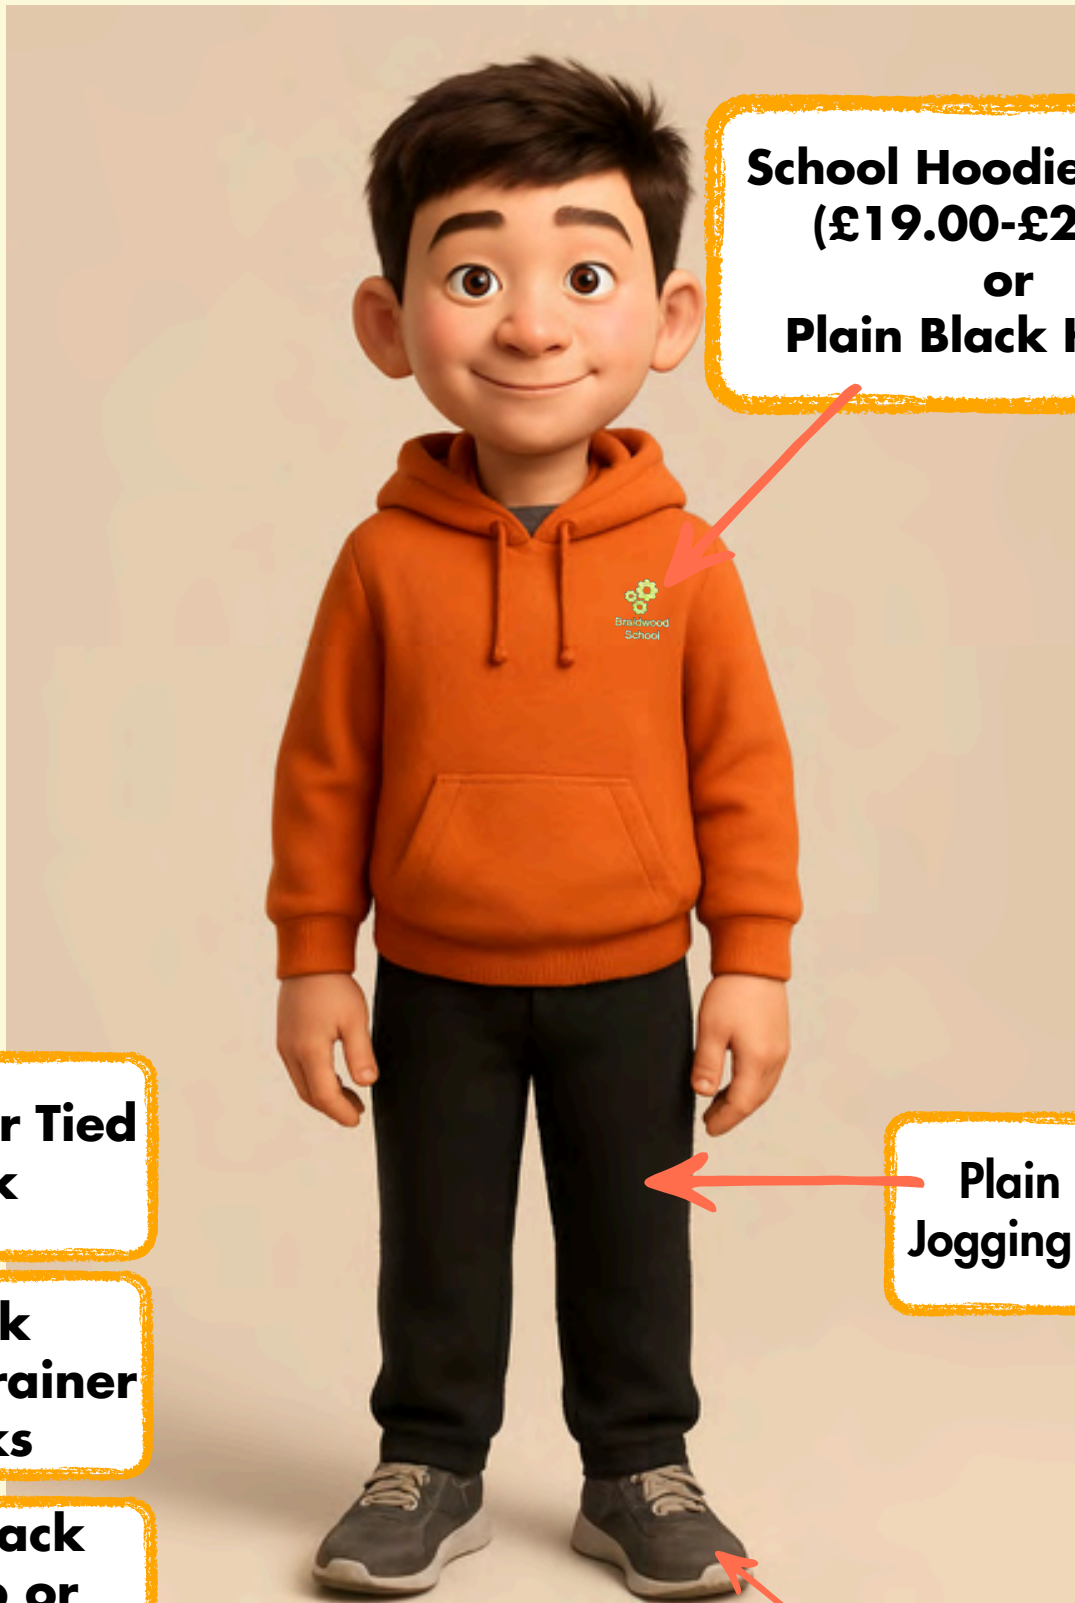 School Hoodie
(£19.00-£2
or
Plain Black
Braidwood
School
r Tied
k
Plain
Jogging
k
rainer
ks
ack
or